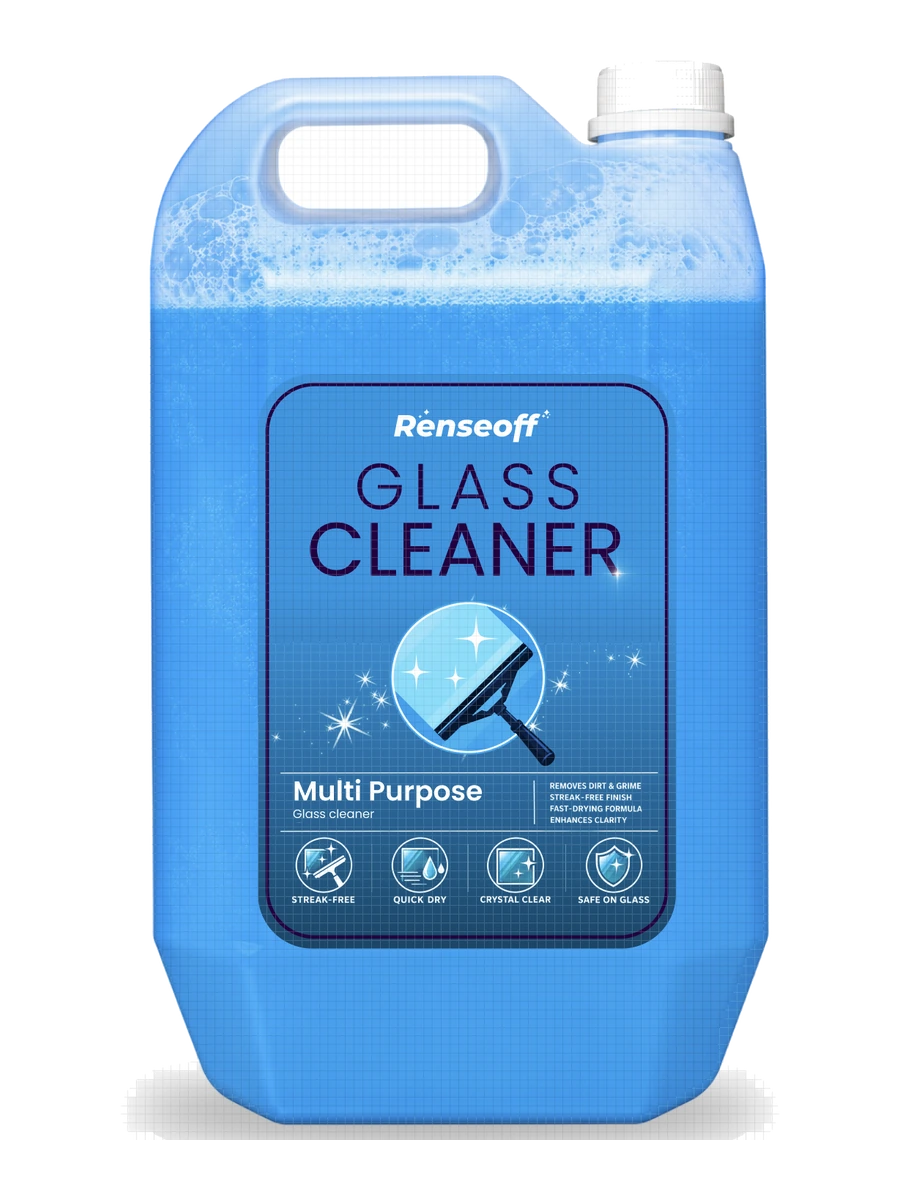 Renseoff
GLASS
CLEANER
Multi Purpose
Glass cleaner
REMOVES DIRT & GRIME
STREAK-FREE FINISH
FAST-DRYING FORMULA
ENHANCES CLARITY
STREAK-FREE
QUICK DRY
CRYSTAL CLEAR
SAFE ON GLASS